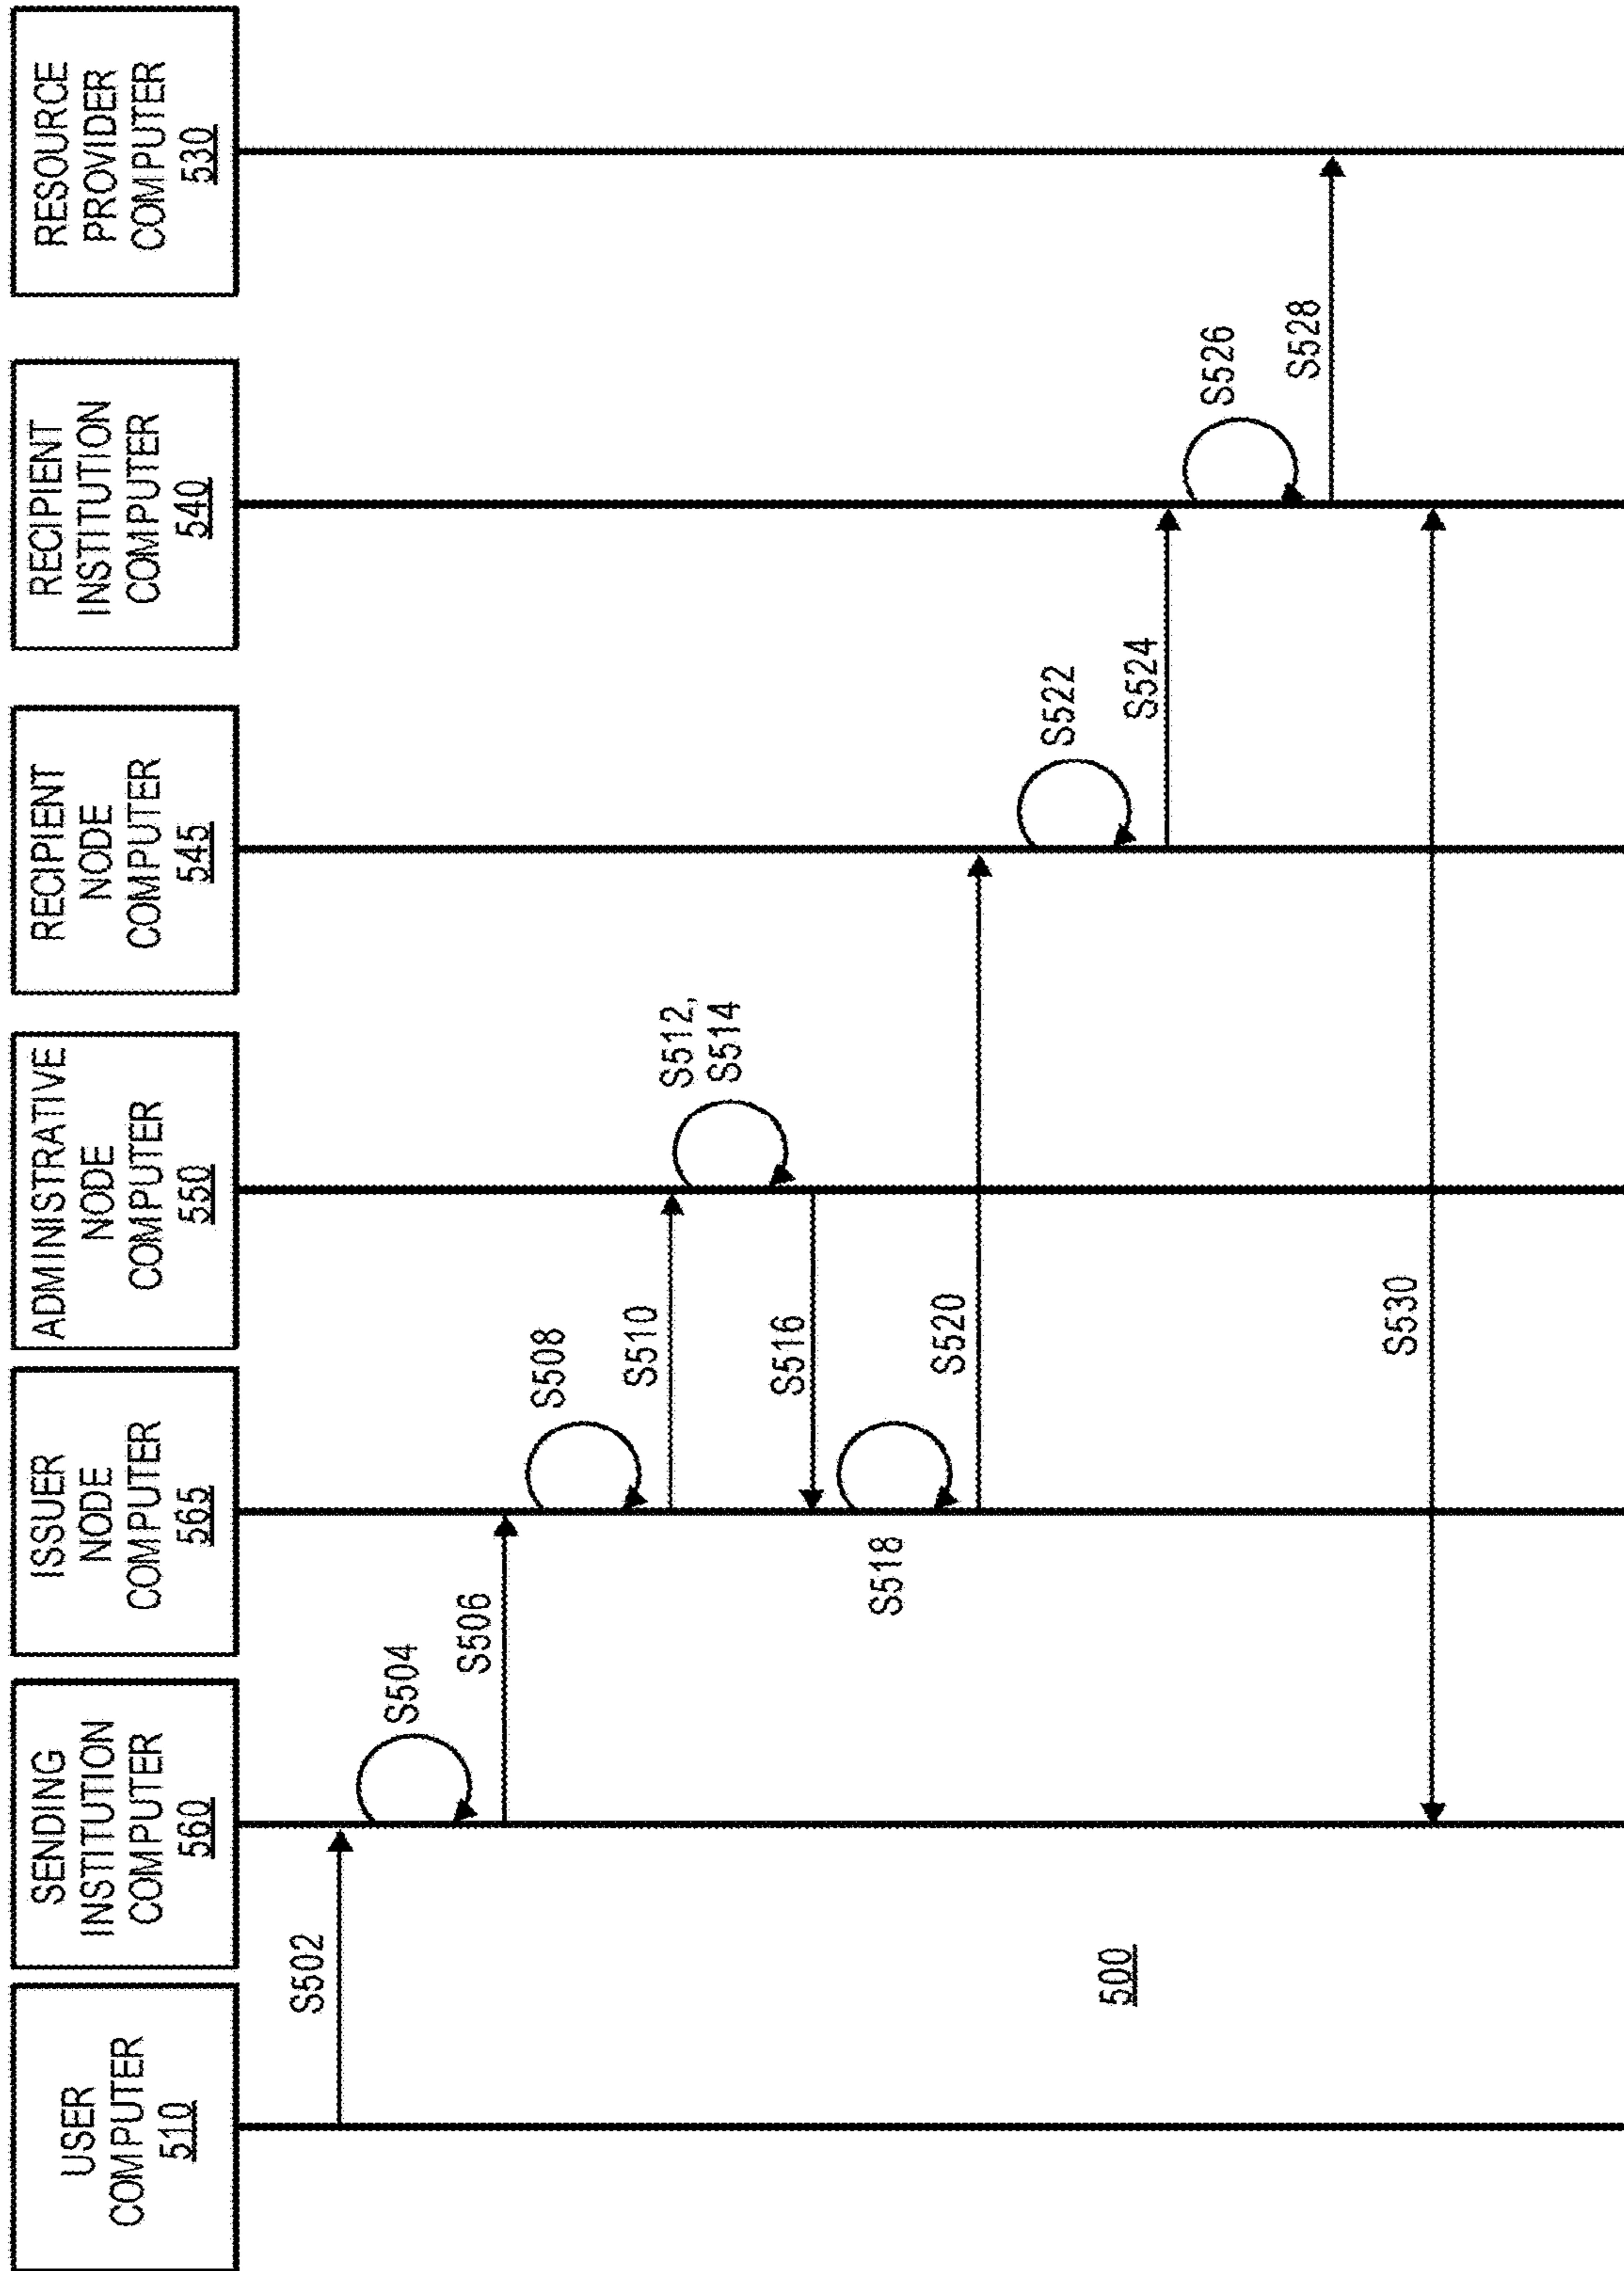 USER
COMPUTER
510
SENDING
INSTITUTION
COMPUTER
560
ISSUER
NODE
COMPUTER
565
ADMINISTRATIVE
NODE
COMPUTER
550
RECIPIENT
NODE
COMPUTER
545
RECIPIENT
INSTITUTION
COMPUTER
540
RESOURCE
PROVIDER
COMPUTER
530
S502
S504
S506
S508
S510
S512,
S514
S516
S518
S520
S522
S524
S526
S528
S530
500